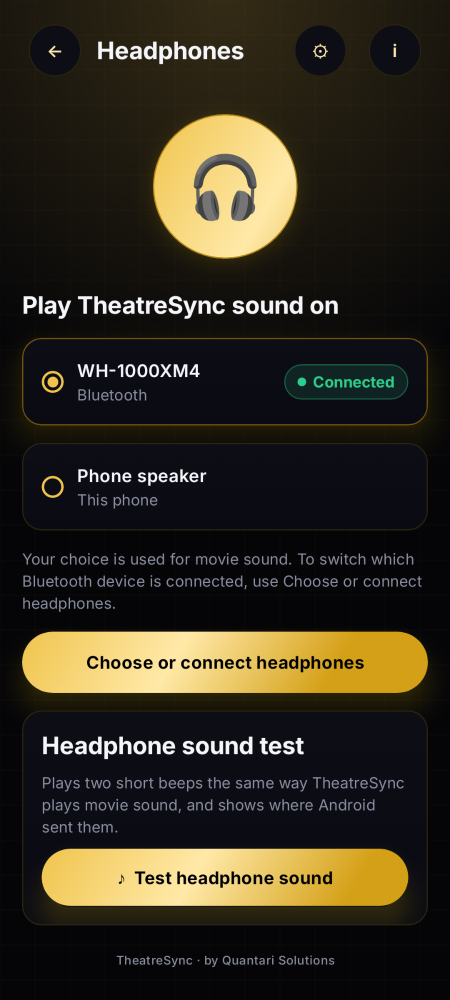 Headphones
i
Play TheatreSync sound on
WH-1000XM4
Bluetooth
Connected
Phone speaker
This phone
Your choice is used for movie sound. To switch which
Bluetooth device is connected, use Choose or connect
headphones.
Choose or connect headphones
Headphone sound test
Plays two short beeps the same way TheatreSync
plays movie sound, and shows where Android
sent them.
♪ Test headphone sound
TheatreSync · by Quantari Solutions